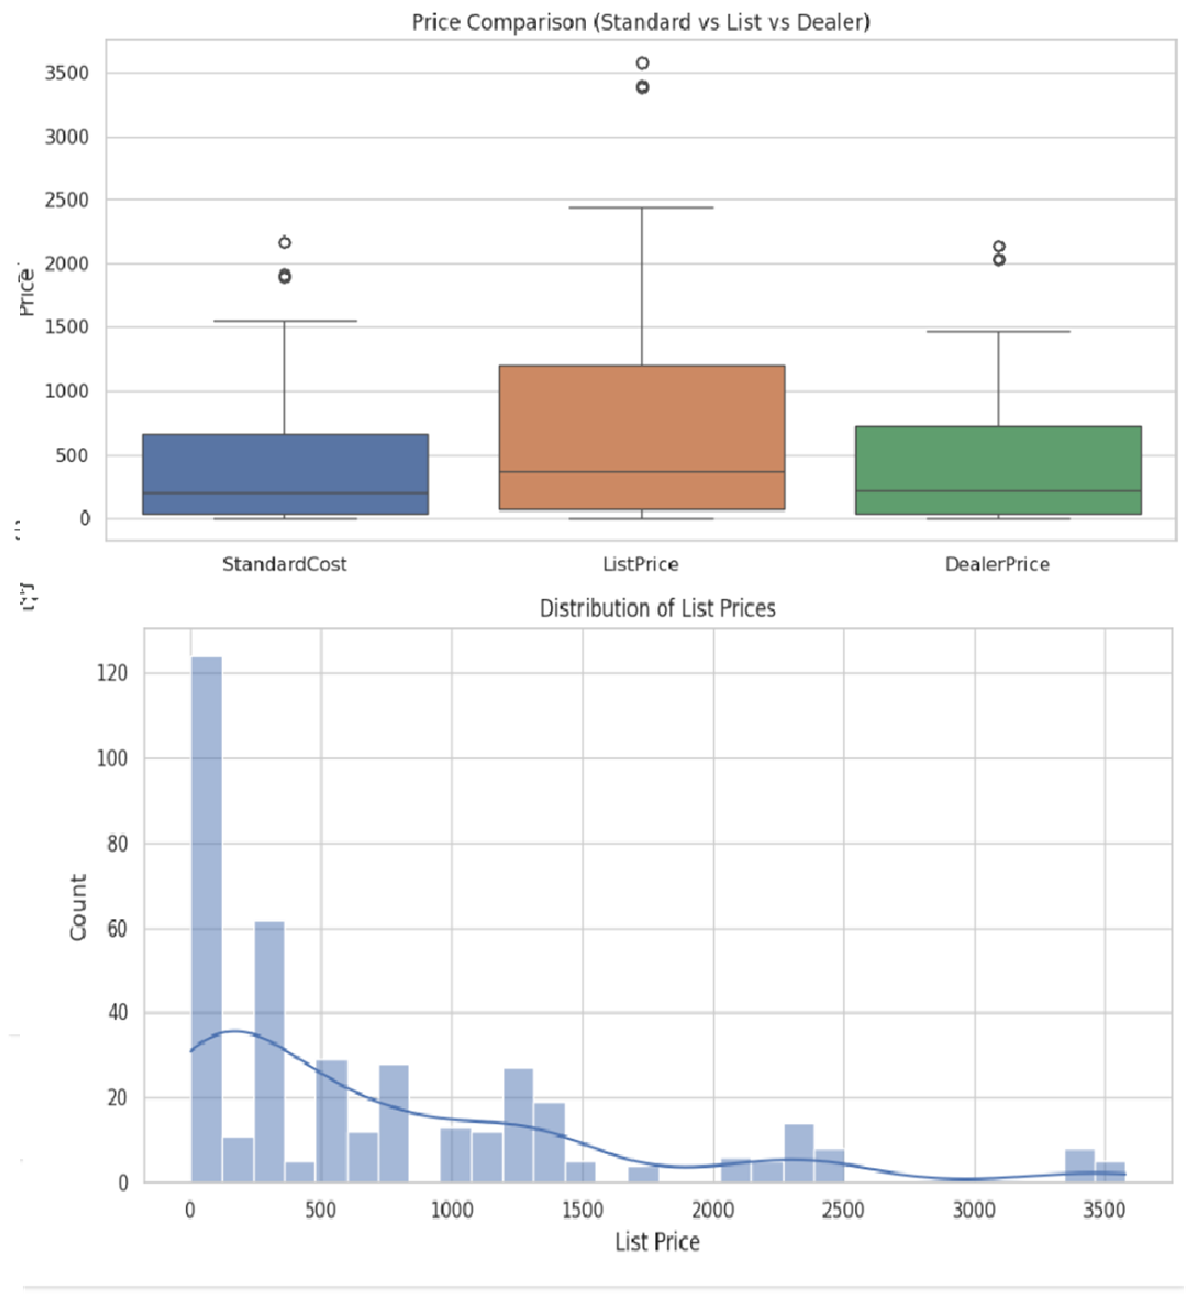 Price Comparison (Standard vs List vs Dealer)
3500
3000
2500
2000
1500
1000
500
0
Price
StandardCost ListPrice DealerPrice
Distribution of List Prices
120
100
80
60
40
20
0
Count
0 500 1000 1500 2000 2500 3000 3500
List Price